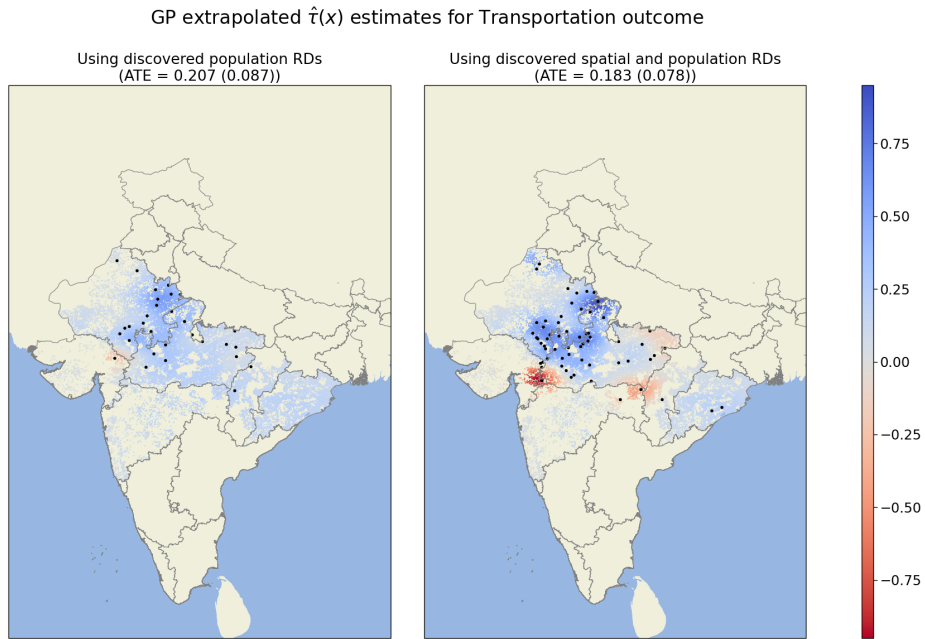 GP extrapolated τ̂(x) estimates for Transportation outcome
Using discovered population RDs
(ATE = 0.207 (0.087))
Using discovered spatial and population RDs
(ATE = 0.183 (0.078))
0.75
0.50
0.25
0.00
−0.25
−0.50
−0.75